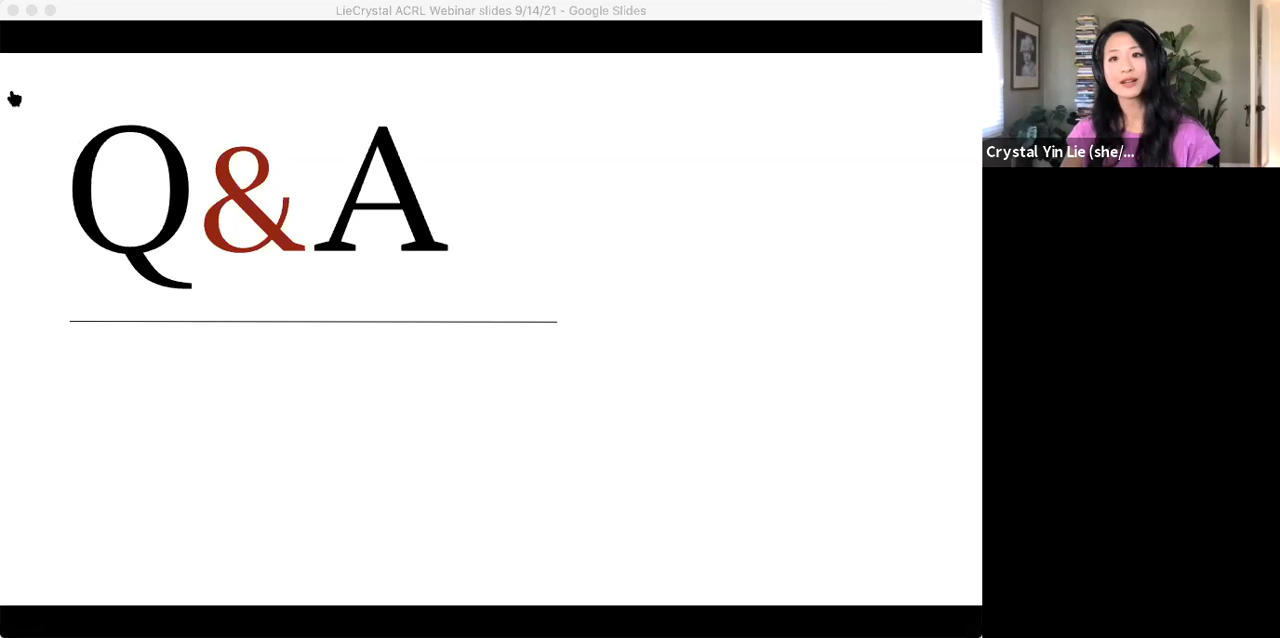 LieCrystal ACRL Webinar slides 9/14/21 - Google Slides
Q&A
Crystal Yin Lie (she/...